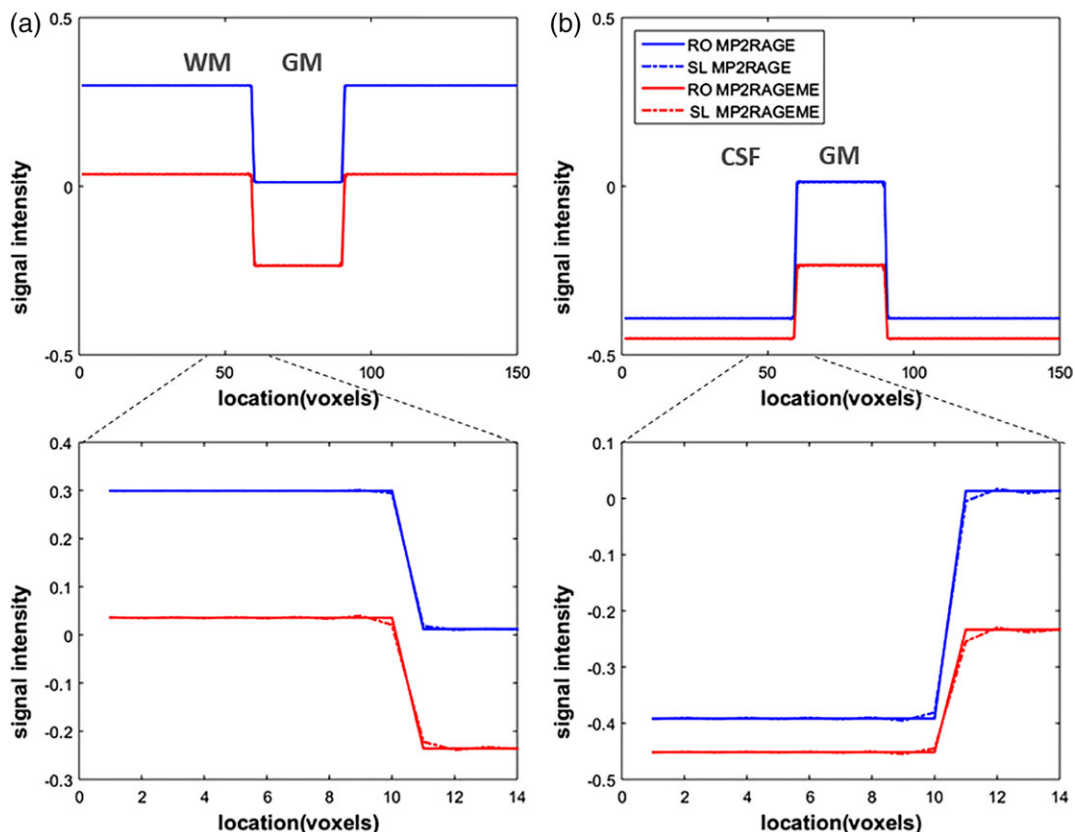 (a)
0.5
0
-0.5
signal intensity
WM
GM
0
50
100
150
location(voxels)
(b)
0.5
0
-0.5
signal intensity
RO MP2RAGE
SL MP2RAGE
RO MP2RAGEME
SL MP2RAGEME
CSF
GM
0
50
100
150
location(voxels)
0.4
0.3
0.2
0.1
0
-0.1
-0.2
-0.3
signal intensity
0
2
4
6
8
10
12
14
location(voxels)
0.1
0
-0.1
-0.2
-0.3
-0.4
-0.5
signal intensity
0
2
4
6
8
10
12
14
location(voxels)